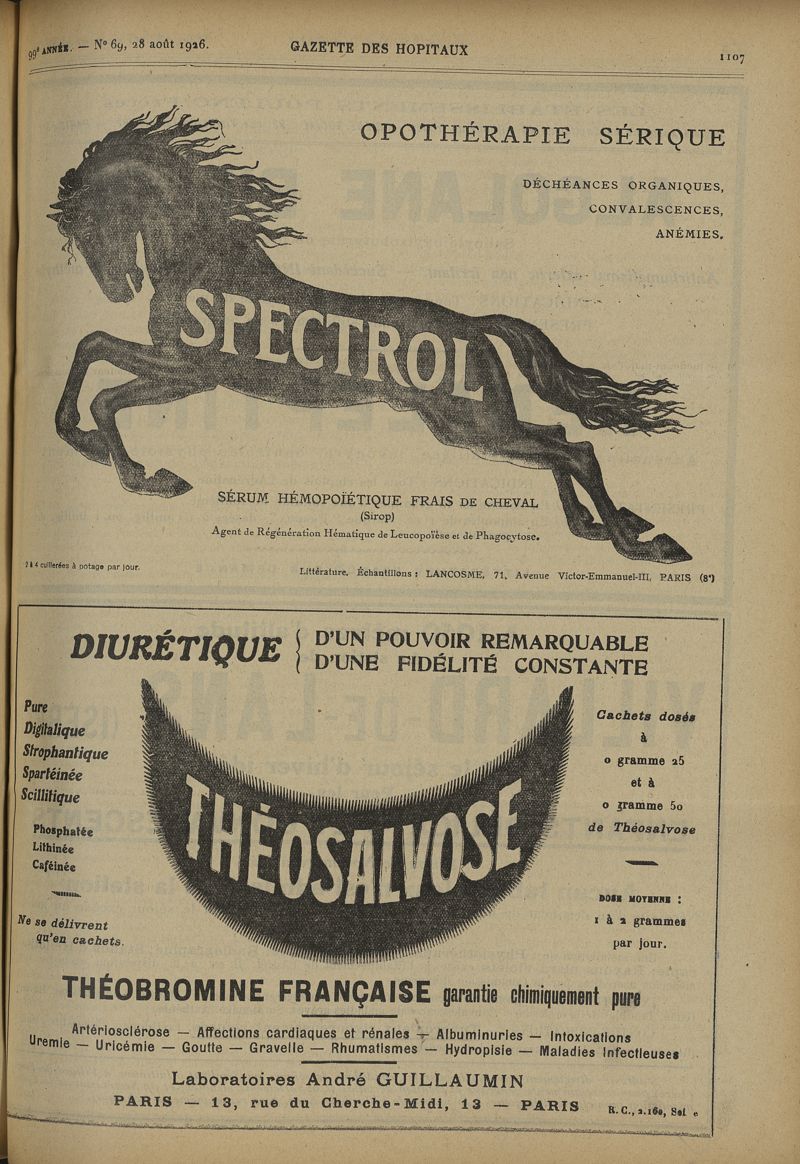 99e ANNÉE. — N° 69, 28 août 1926.
GAZETTE DES HOPITAUX
1107
OPOTHÉRAPIE SÉRIQUE
DÉCHÉANCES ORGANIQUES,
CONVALESCENCES,
ANÉMIES.
SPECTROL
SÉRUM HÉMOPOÏÉTIQUE FRAIS DE CHEVAL
(Sirop)
Agent de Régénération Hématique de Leucopoïèse et de Phagocytose.
2 à 4 cuillerées à potage par jour.
Littérature, Échantillons : LANCOSME, 71, Avenue Victor-Emmanuel-III, PARIS (8e)
DIURÉTIQUE
D'UN POUVOIR REMARQUABLE
D'UNE FIDÉLITÉ CONSTANTE
Pure
Digitalique
Strophantique
Spartéinée
Scillitique
Phosphatée
Lithinée
Caféinée
Ne se délivrent
qu'en cachets.
THÉOSALVOSE
Cachets dosés
à
0 gramme 25
et à
0 gramme 50
de Théosalvose
DOSE MOYENNE :
1 à 2 grammes
par jour.
THÉOBROMINE FRANÇAISE garantie chimiquement pure
Artériosclérose — Affections cardiaques et rénales — Albuminuries — Intoxications
Uremie — Uricémie — Goutte — Gravelle — Rhumatismes — Hydropisie — Maladies Infectieuses
Laboratoires André GUILLAUMIN
PARIS — 13, rue du Cherche-Midi, 13 — PARIS
R. C., 2.160, Sei e